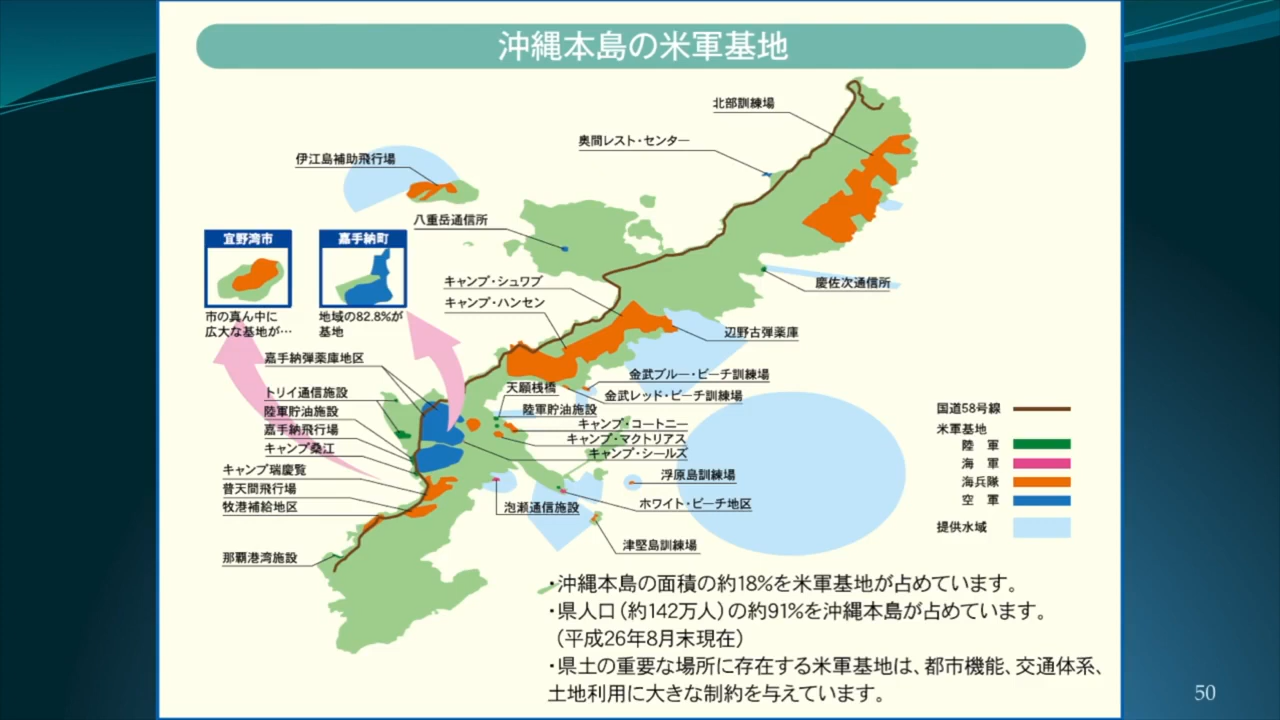 沖縄本島の米軍基地
北部訓練場
奥間レスト・センター
伊江島補助飛行場
八重岳通信所
宜野湾市
嘉手納町
キャンプ・シュワブ
慶佐次通信所
キャンプ・ハンセン
市の真ん中に
広大な基地が…
地域の82.8%が
基地
辺野古弾薬庫
嘉手納弾薬庫地区
金武ブルー・ビーチ訓練場
天願桟橋
金武レッド・ビーチ訓練場
トリイ通信施設
陸軍貯油施設
陸軍貯油施設
キャンプ・コートニー
嘉手納飛行場
キャンプ・マクトリアス
キャンプ桑江
キャンプ・シールズ
キャンプ瑞慶覧
浮原島訓練場
普天間飛行場
牧港補給地区
泡瀬通信施設
ホワイト・ビーチ地区
津堅島訓練場
那覇港湾施設
国道58号線
米軍基地
陸 軍
海 軍
海兵隊
空 軍
提供水域
・沖縄本島の面積の約18%を米軍基地が占めています。
・県人口（約142万人）の約91%を沖縄本島が占めています。
（平成26年8月末現在）
・県土の重要な場所に存在する米軍基地は、都市機能、交通体系、
土地利用に大きな制約を与えています。
50